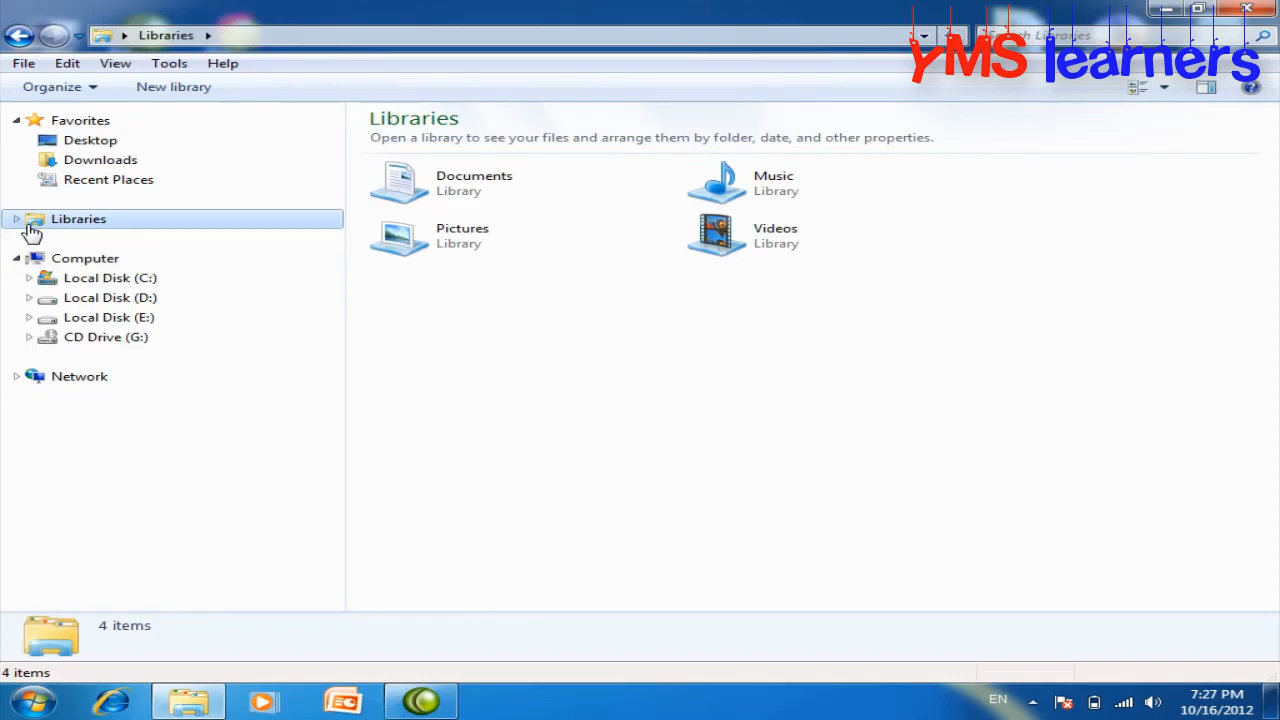 YMS learners
Libraries
Search Libraries
File Edit View Tools Help
Organize New library
Favorites
Desktop
Downloads
Recent Places
Libraries
Computer
Local Disk (C:)
Local Disk (D:)
Local Disk (E:)
CD Drive (G:)
Network
Libraries
Open a library to see your files and arrange them by folder, date, and other properties.
Documents
Library
Music
Library
Pictures
Library
Videos
Library
4 items
4 items
EN
7:27 PM
10/16/2012